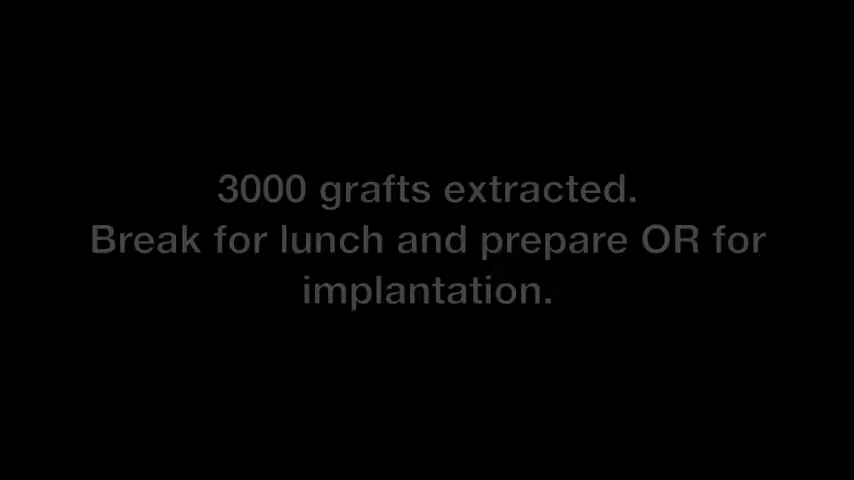 3000 grafts extracted.
Break for lunch and prepare OR for
implantation.